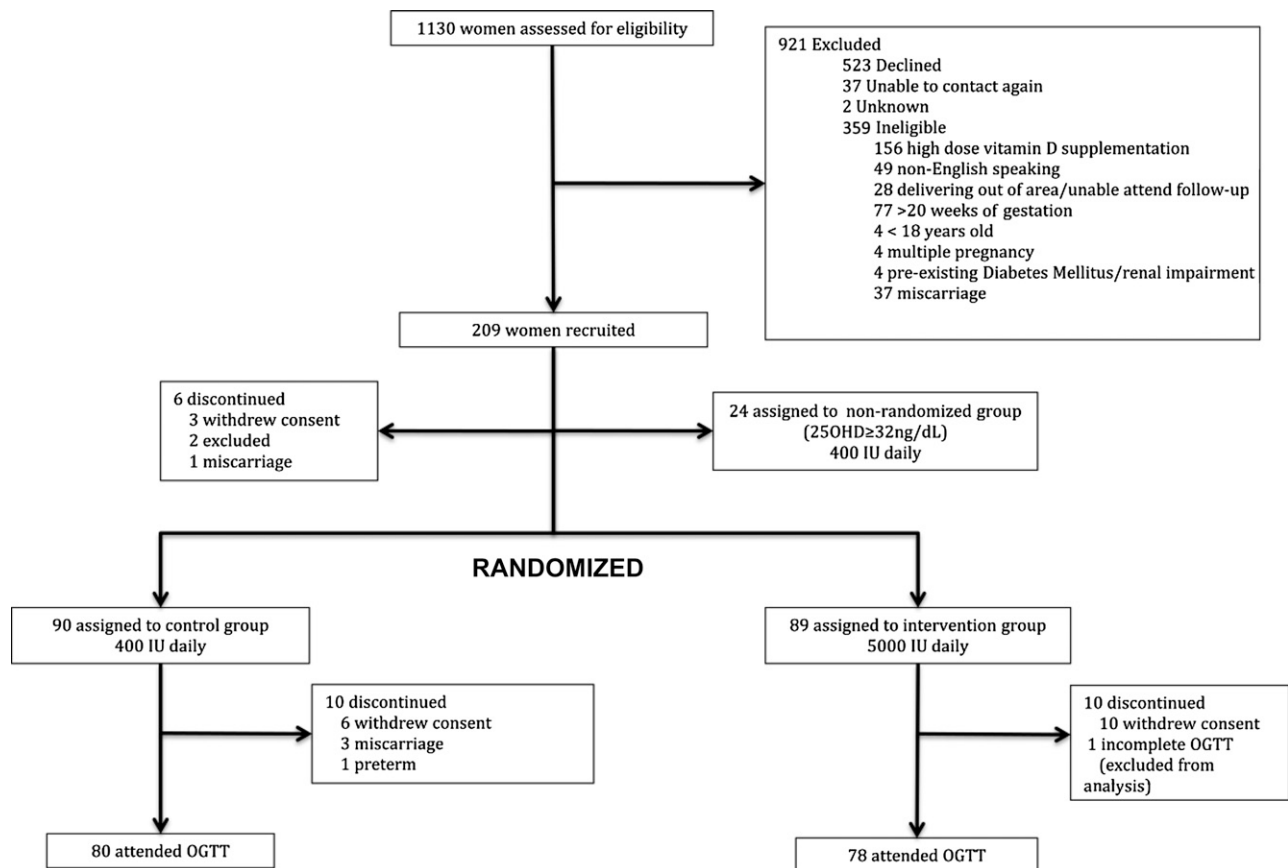 1130 women assessed for eligibility
921 Excluded
523 Declined
37 Unable to contact again
2 Unknown
359 Ineligible
156 high dose vitamin D supplementation
49 non-English speaking
28 delivering out of area/unable attend follow-up
77 >20 weeks of gestation
4 < 18 years old
4 multiple pregnancy
4 pre-existing Diabetes Mellitus/renal impairment
37 miscarriage
209 women recruited
6 discontinued
3 withdrew consent
2 excluded
1 miscarriage
24 assigned to non-randomized group
(25OHD≥32ng/dL)
400 IU daily
RANDOMIZED
90 assigned to control group
400 IU daily
89 assigned to intervention group
5000 IU daily
10 discontinued
6 withdrew consent
3 miscarriage
1 preterm
10 discontinued
10 withdrew consent
1 incomplete OGTT
(excluded from
analysis)
80 attended OGTT
78 attended OGTT